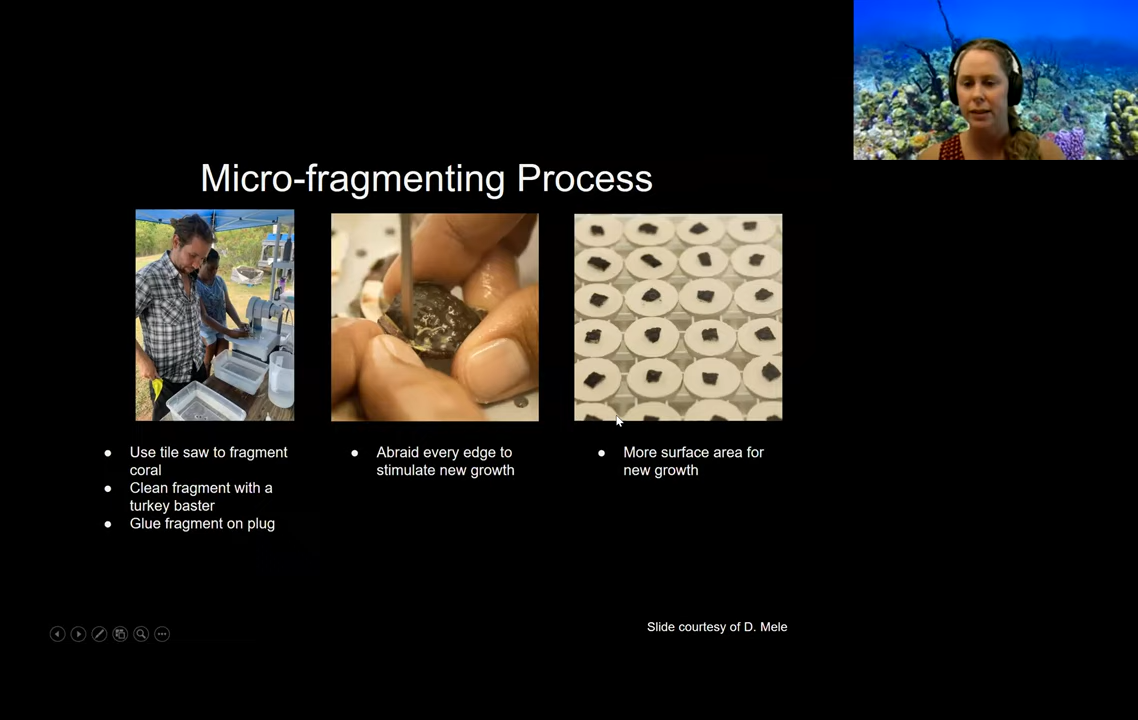 Micro-fragmenting Process
Use tile saw to fragment
coral
Clean fragment with a
turkey baster
Glue fragment on plug
Abraid every edge to
stimulate new growth
More surface area for
new growth
Slide courtesy of D. Mele